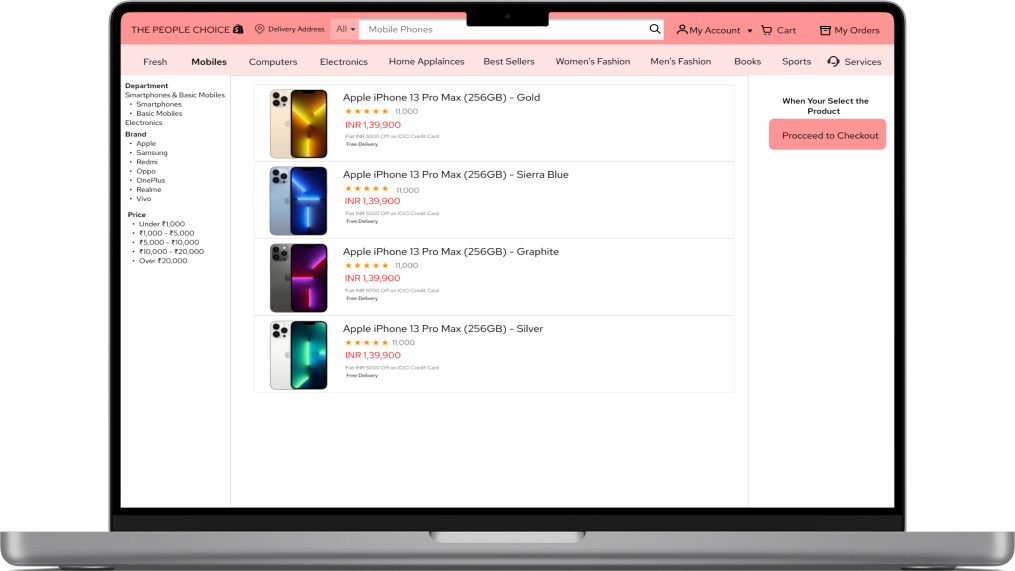 THE PEOPLE CHOICE
Delivery Address
All
Mobile Phones
My Account
Cart
My Orders
Fresh
Mobiles
Computers
Electronics
Home Applainces
Best Sellers
Women's Fashion
Men's Fashion
Books
Sports
Services
Department
Smartphones & Basic Mobiles
• Smartphones
• Basic Mobiles
Electronics
Brand
• Apple
• Samsung
• Redmi
• Oppo
• OnePlus
• Realme
• Vivo
Price
• Under ₹1,000
• ₹1,000 - ₹5,000
• ₹5,000 - ₹10,000
• ₹10,000 - ₹20,000
• Over ₹20,000
Apple iPhone 13 Pro Max (256GB) - Gold
11,000
INR 1,39,900
Flat INR 5000 Off on ICICI Credit Card
Free Delivery
Apple iPhone 13 Pro Max (256GB) - Sierra Blue
11,000
INR 1,39,900
Flat INR 5000 Off on ICICI Credit Card
Free Delivery
Apple iPhone 13 Pro Max (256GB) - Graphite
11,000
INR 1,39,900
Flat INR 5000 Off on ICICI Credit Card
Free Delivery
Apple iPhone 13 Pro Max (256GB) - Silver
11,000
INR 1,39,900
Flat INR 5000 Off on ICICI Credit Card
Free Delivery
When Your Select the
Product
Procceed to Checkout